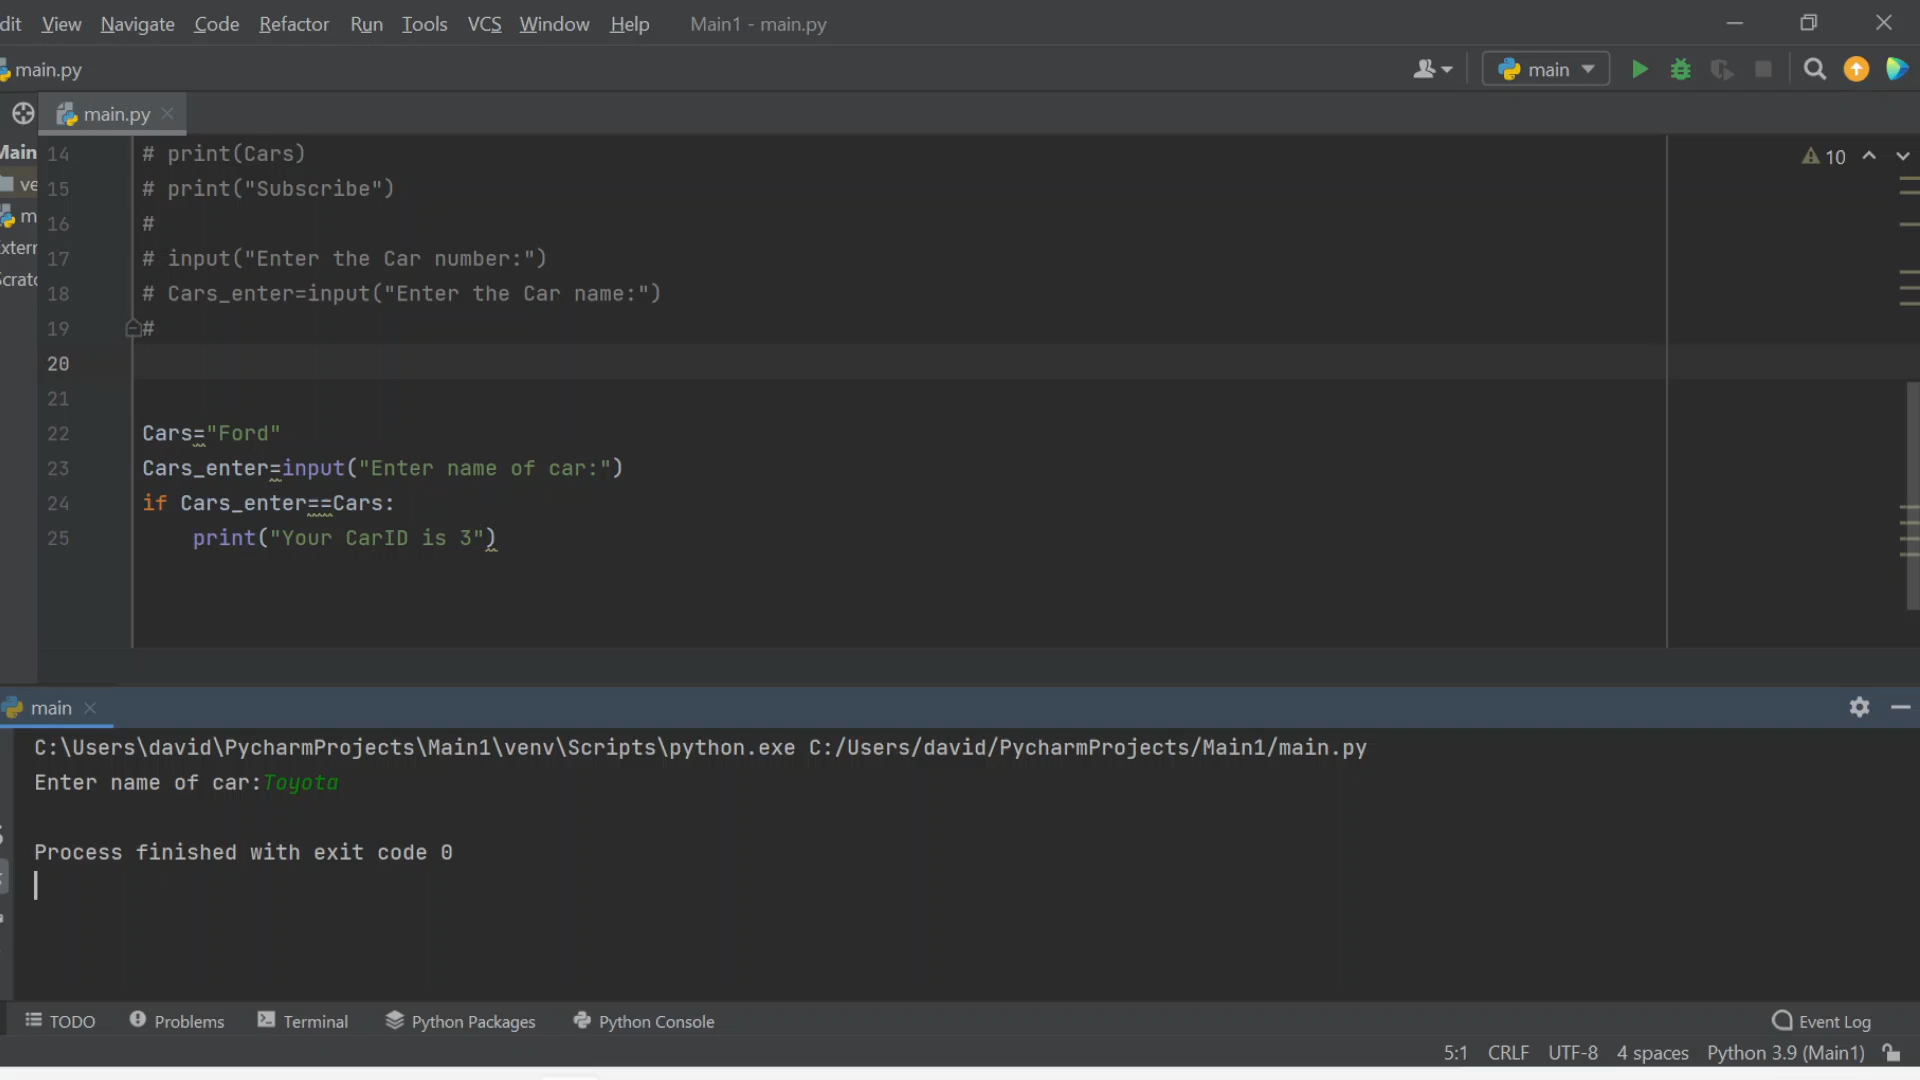 dit View Navigate Code Refactor Run Tools VCS Window Help Main1 - main.py
main.py main
main.py
Main 14 # print(Cars) 10
ve 15 # print("Subscribe")
m 16 #
xterr 17 # input("Enter the Car number:")
Scrat 18 # Cars_enter=input("Enter the Car name:")
19 #
20
21
22 Cars="Ford"
23 Cars_enter=input("Enter name of car:")
24 if Cars_enter==Cars:
25 print("Your CarID is 3")
main
C:\Users\david\PycharmProjects\Main1\venv\Scripts\python.exe C:/Users/david/PycharmProjects/Main1/main.py
Enter name of car:Toyota
Process finished with exit code 0
TODO Problems Terminal Python Packages Python Console Event Log
5:1 CRLF UTF-8 4 spaces Python 3.9 (Main1)